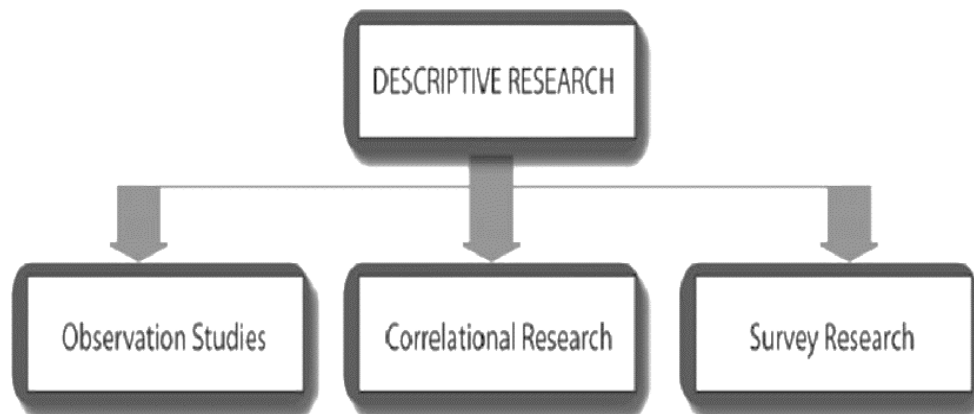 DESCRIPTIVE RESEARCH
Observation Studies
Correlational Research
Survey Research